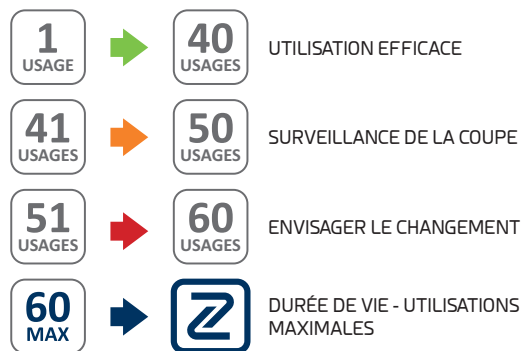 1
USAGE
40
USAGES
UTILISATION EFFICACE
41
USAGES
50
USAGES
SURVEILLANCE DE LA COUPE
51
USAGES
60
USAGES
ENVISAGER LE CHANGEMENT
60
MAX
Z
DURÉE DE VIE - UTILISATIONS
MAXIMALES